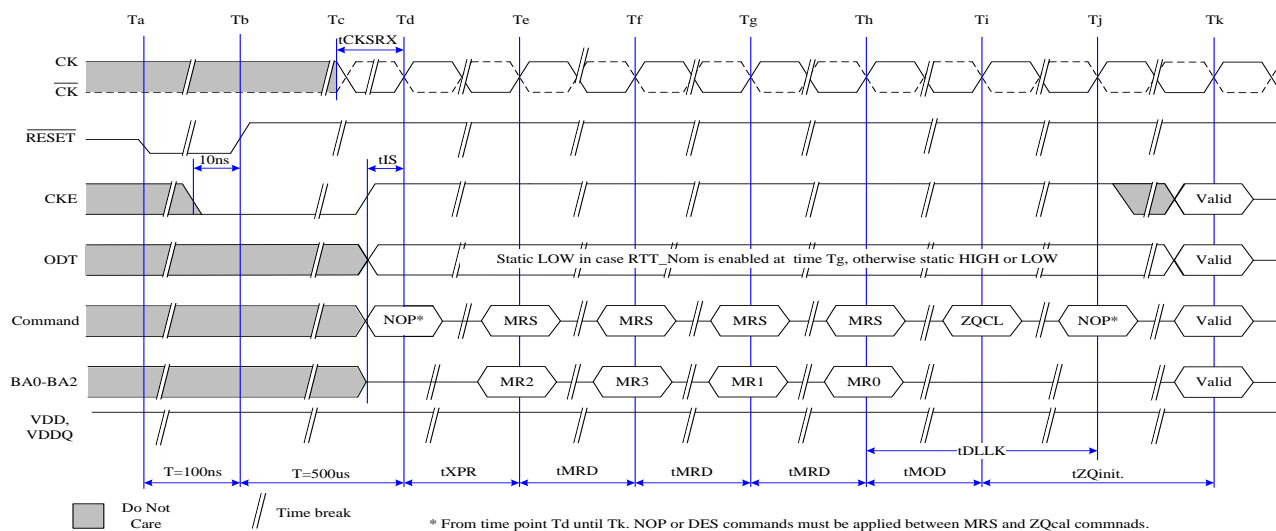 Ta Tb Tc Td Te Tf Tg Th Ti Tj Tk
tCKSRX
CK
CK
RESET
10ns
tIS
CKE
Valid
ODT
Static LOW in case RTT_Nom is enabled at time Tg, otherwise static HIGH or LOW
Valid
Command
NOP* MRS MRS MRS MRS ZQCL NOP* Valid
BA0-BA2
MR2 MR3 MR1 MR0 Valid
VDD,
VDDQ
tDLLK
T=100ns T=500us tXPR tMRD tMRD tMRD tMOD tZQinit.
Do Not
Care
Time break
* From time point Td until Tk. NOP or DES commands must be applied between MRS and ZQcal commnads.